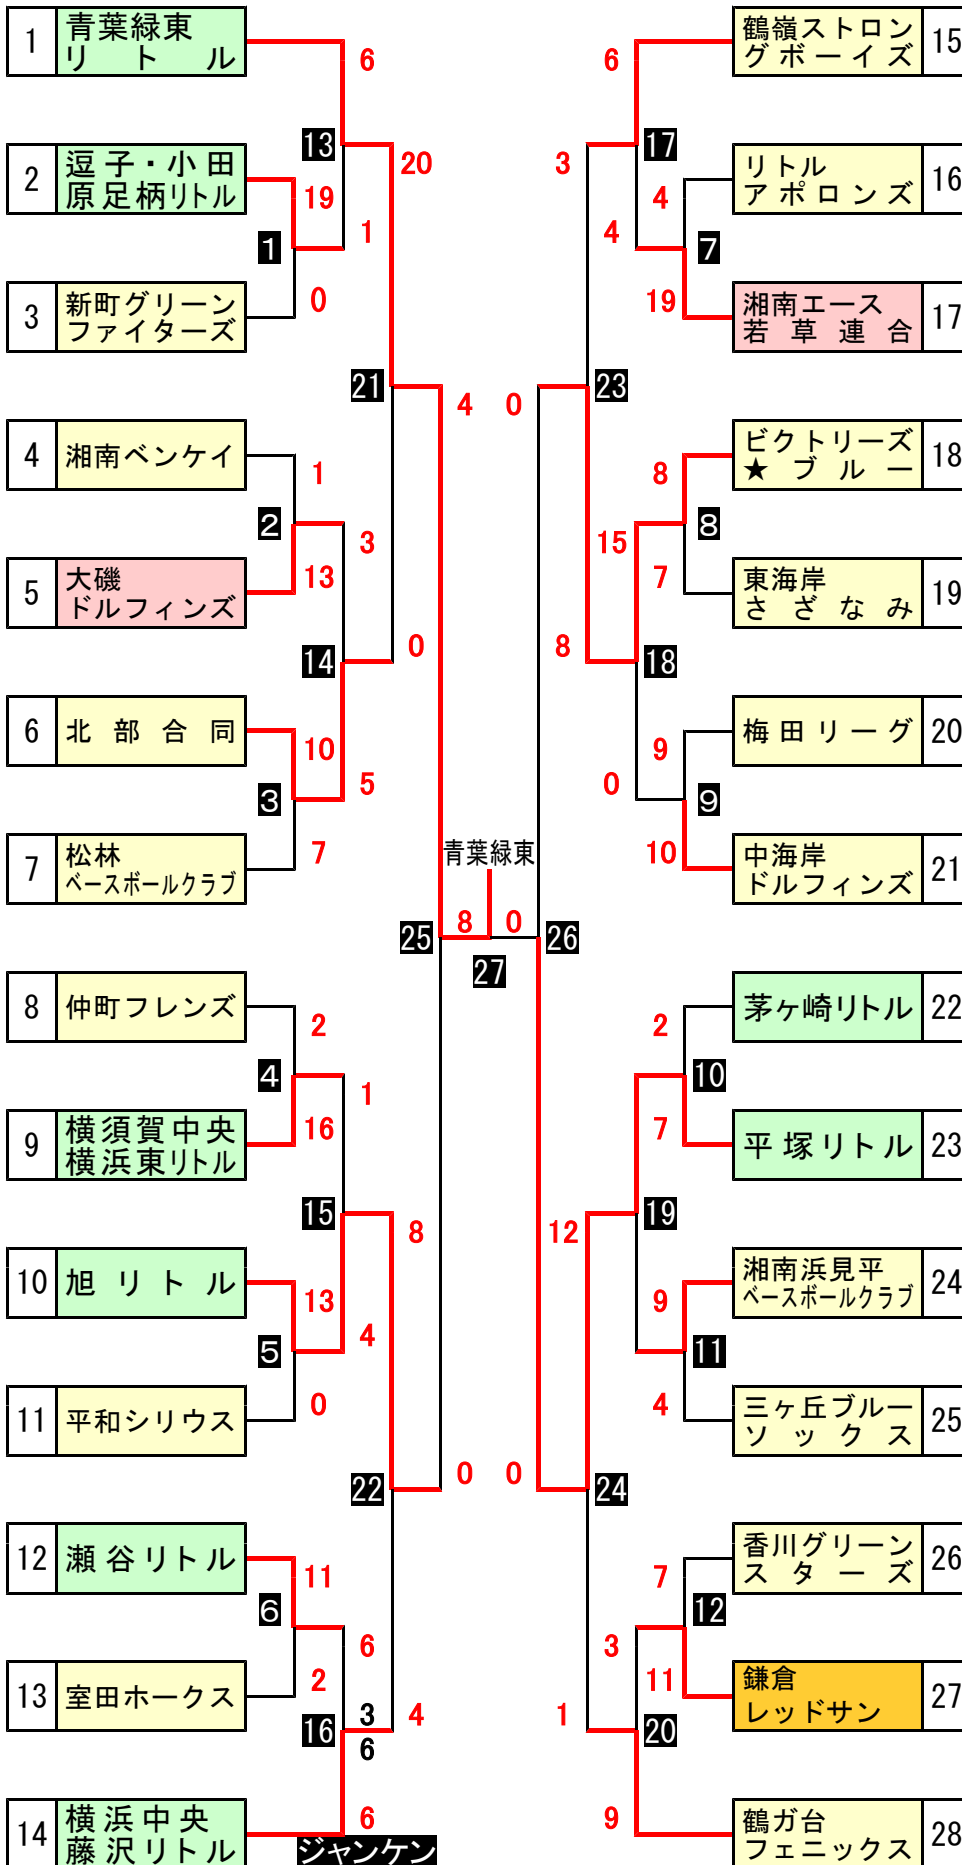 1 青葉緑東
リトル
6
13
20
2 逗子・小田
原足柄リトル
19
1
1
3 新町グリーン
ファイターズ
0
21
4
4 湘南ベンケイ
1
2
3
5 大磯
ドルフィンズ
13
14
0
6 北部合同
10
3
5
7 松林
ベースボールクラブ
7
青葉緑東
25
8
0
27
26
8 仲町フレンズ
2
4
1
9 横須賀中央
横浜東リトル
16
15
8
10 旭リトル
13
5
4
11 平和シリウス
0
22
0
12 瀬谷リトル
11
6
6
13 室田ホークス
2
3
16
6
4
14 横浜中央
藤沢リトル
6
ジャンケン
鶴嶺ストロン
グボーイズ 15
6
17
3
リトル
アポロンズ 16
4
7
4
湘南エース
若草連合 17
19
0
23
ビクトリーズ
★ブルー 18
8
8
15
東海岸
さざなみ 19
7
8
18
梅田リーグ 20
9
9
0
中海岸
ドルフィンズ 21
10
茅ヶ崎リトル 22
2
10
平塚リトル 23
7
19
12
湘南浜見平
ベースボールクラブ 24
9
11
三ヶ丘ブルー
ソックス 25
4
0
24
香川グリーン
スターズ 26
7
12
3
鎌倉
レッドサン 27
11
20
1
鶴ガ台
フェニックス 28
9